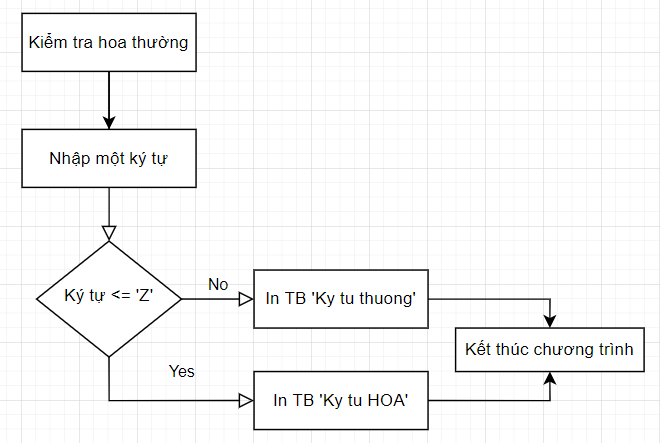 Kiểm tra hoa thường
Nhập một ký tự
Ký tự <= 'Z'
No
In TB 'Ky tu thuong'
Kết thúc chương trình
Yes
In TB 'Ky tu HOA'